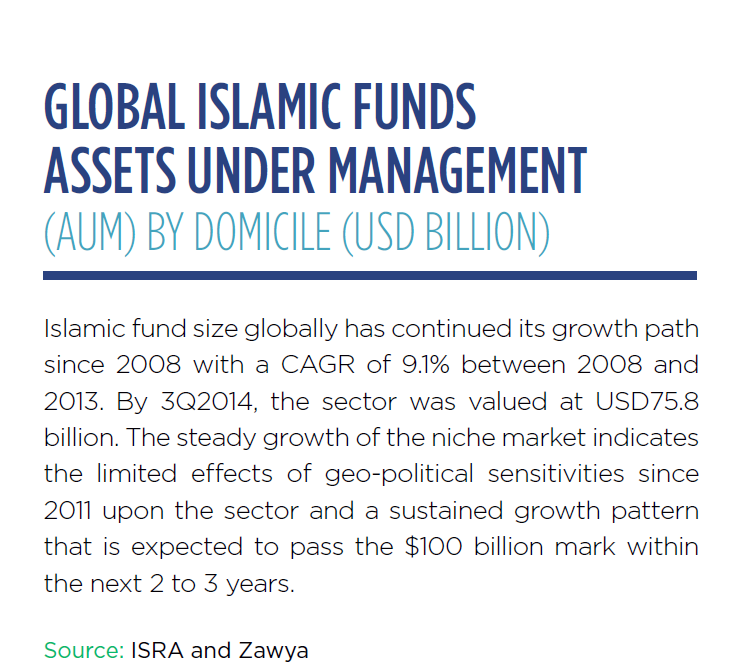 GLOBAL ISLAMIC FUNDS
ASSETS UNDER MANAGEMENT
(AUM) BY DOMICILE (USD BILLION)
Islamic fund size globally has continued its growth path
since 2008 with a CAGR of 9.1% between 2008 and
2013. By 3Q2014, the sector was valued at USD75.8
billion. The steady growth of the niche market indicates
the limited effects of geo-political sensitivities since
2011 upon the sector and a sustained growth pattern
that is expected to pass the $100 billion mark within
the next 2 to 3 years.
Source: ISRA and Zawya